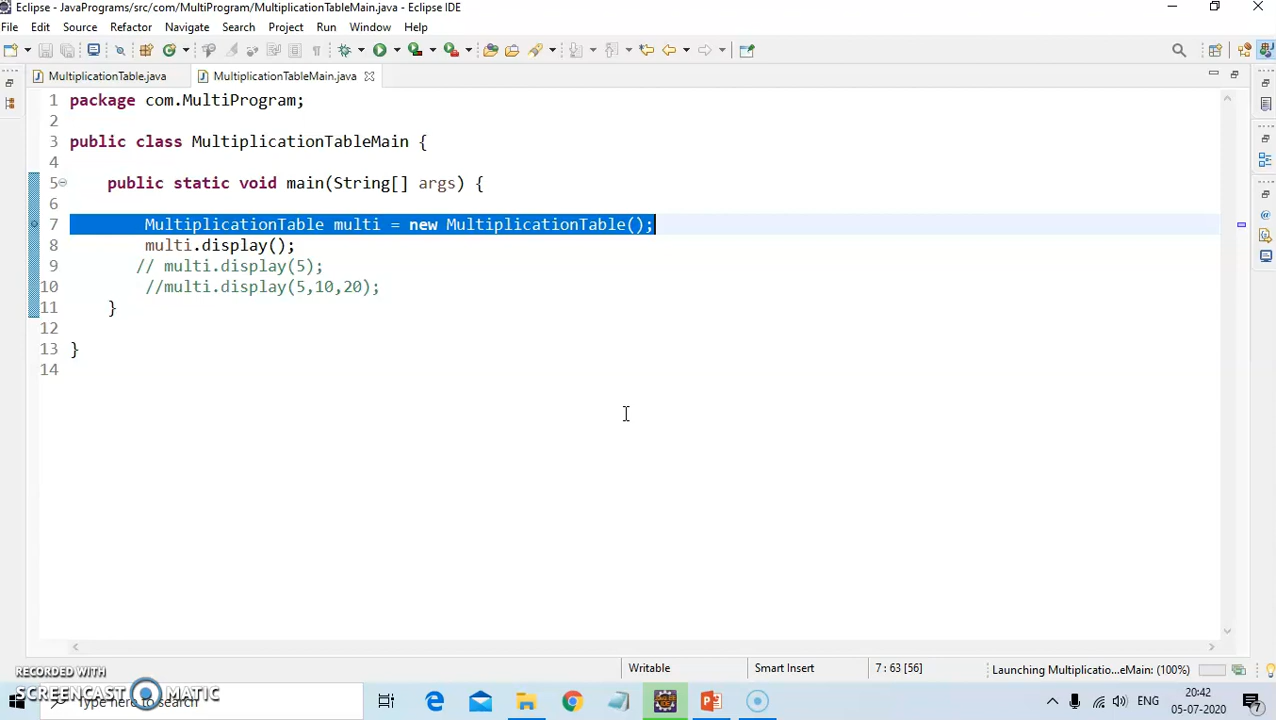 Eclipse - JavaPrograms/src/com/MultiProgram/MultiplicationTableMain.java - Eclipse IDE
File Edit Source Refactor Navigate Search Project Run Window Help
MultiplicationTable.java MultiplicationTableMain.java
1 package com.MultiProgram;
2
3 public class MultiplicationTableMain {
4
5 public static void main(String[] args) {
6
7 MultiplicationTable multi = new MultiplicationTable();
8 multi.display();
9 // multi.display(5);
10 //multi.display(5,10,20);
11 }
12
13 }
14
Writable Smart Insert 7 : 63 [56] Launching Multiplicatio...eMain: (100%)
RECORDED WITH
SCREENCAST MATIC
Type here to search
ENG 20:42
05-07-2020 7